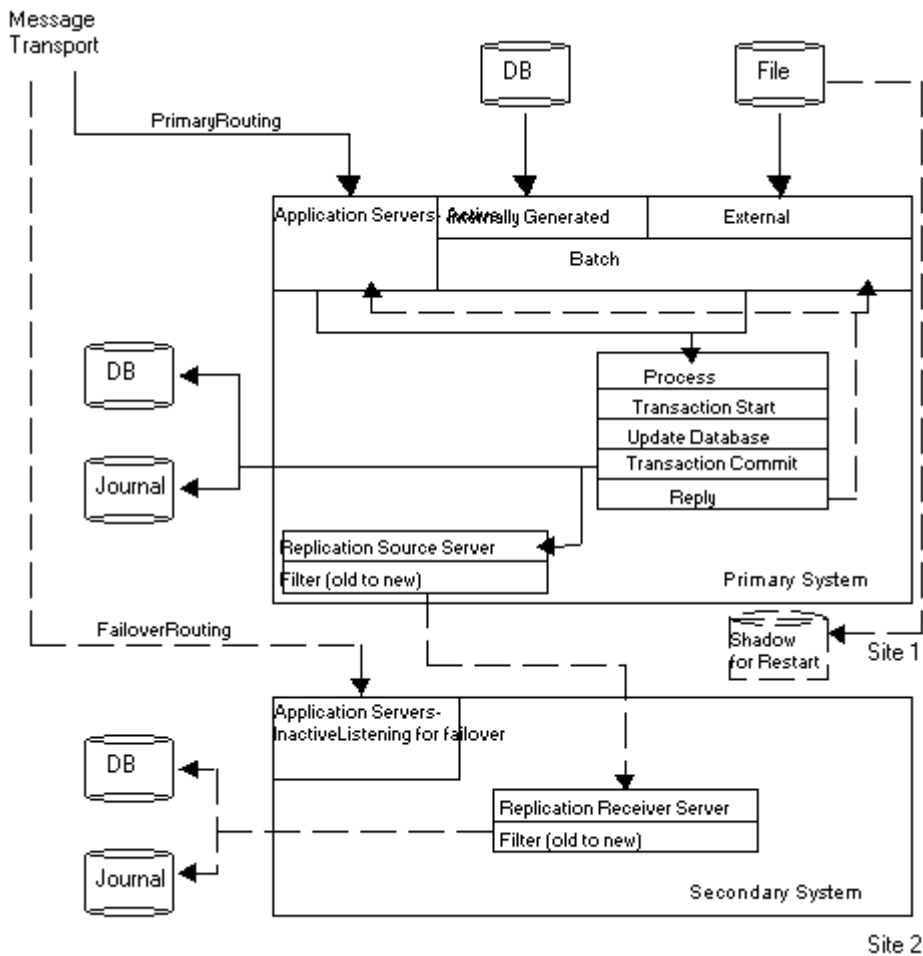 Message
Transport
DB
File
PrimaryRouting
Application Servers- Active
Internally Generated
External
Batch
DB
Process
Transaction Start
Update Database
Transaction Commit
Journal
Reply
Replication Source Server
Filter (old to new)
Primary System
FailoverRouting
Shadow
for Restart
Site 1
Application Servers-
InactiveListening for failover
DB
Replication Receiver Server
Filter (old to new)
Journal
Secondary System
Site 2